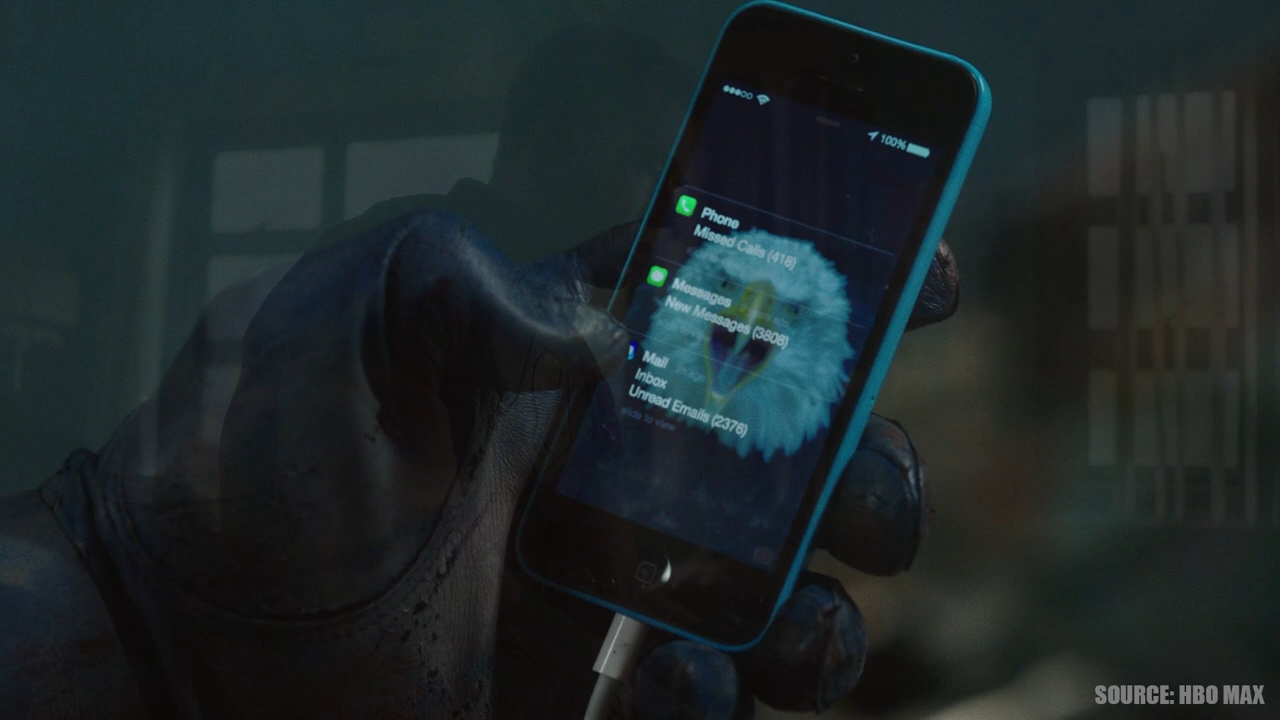 100%
Phone
Missed Calls (418)
Messages
New Messages (3808)
Mail
Inbox
Unread Emails (2376)
slide to view
SOURCE: HBO MAX